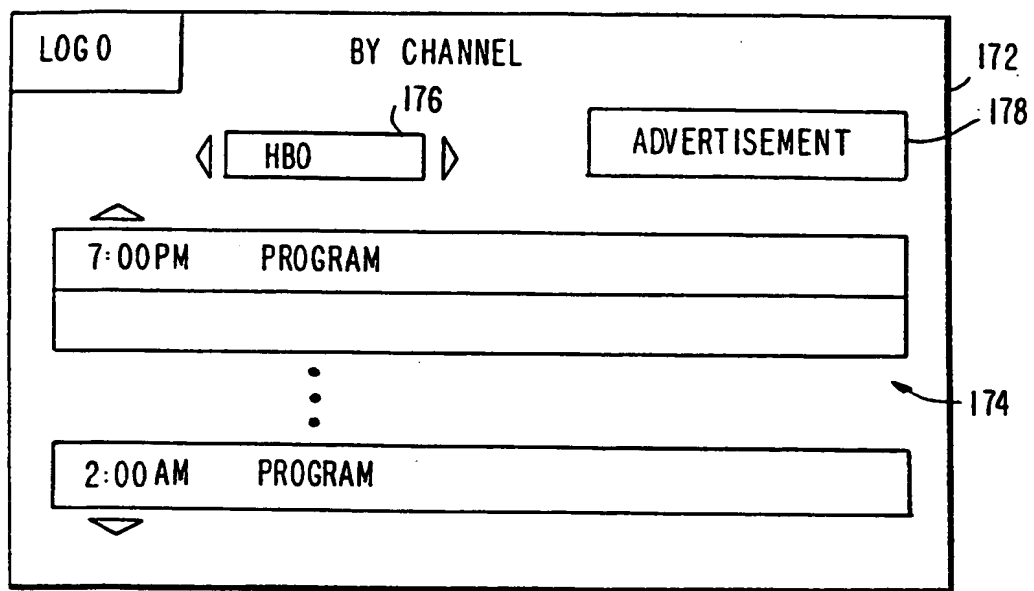 LOGO
BY CHANNEL
172
176
178
HBO
ADVERTISEMENT
7:00PM PROGRAM
174
2:00AM PROGRAM